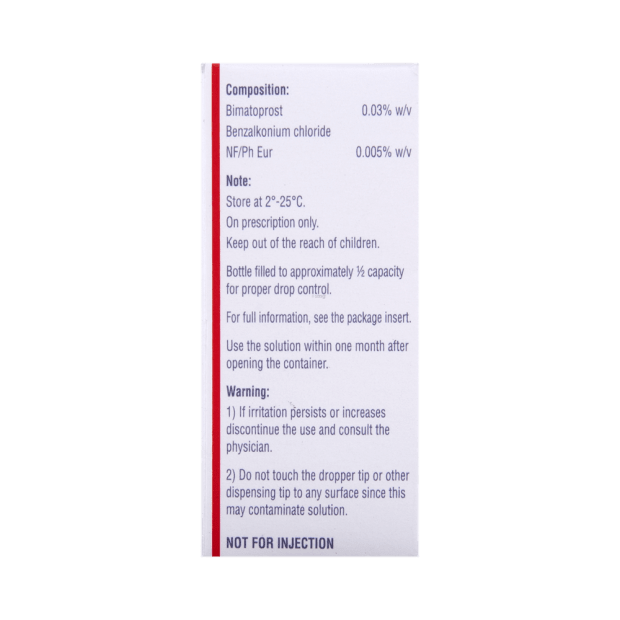 Composition:
Bimatoprost 0.03% w/v
Benzalkonium chloride
NF/Ph Eur 0.005% w/v
Note:
Store at 2°-25°C.
On prescription only.
Keep out of the reach of children.
Bottle filled to approximately ½ capacity
for proper drop control.
For full information, see the package insert.
Use the solution within one month after
opening the container.
Warning:
1) If irritation persists or increases
discontinue the use and consult the
physician.
2) Do not touch the dropper tip or other
dispensing tip to any surface since this
may contaminate solution.
NOT FOR INJECTION